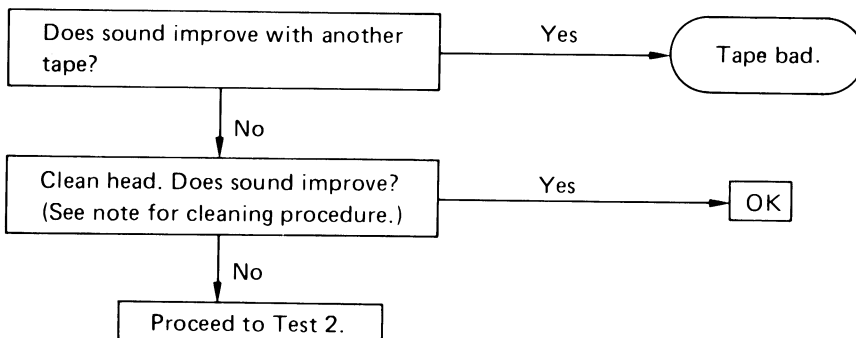 Does sound improve with another
tape?
Yes
Tape bad.
No
Clean head. Does sound improve?
(See note for cleaning procedure.)
Yes
OK
No
Proceed to Test 2.